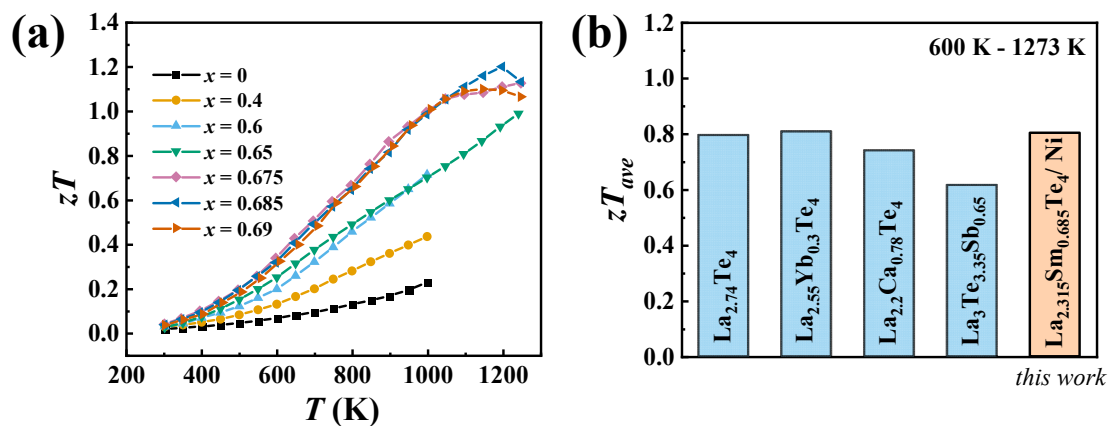 (a)
zT
1.4
1.2
1.0
0.8
0.6
0.4
0.2
0.0
x = 0
x = 0.4
x = 0.6
x = 0.65
x = 0.675
x = 0.685
x = 0.69
200 400 600 800 1000 1200
T (K)
(b)
600 K - 1273 K
zT_ave
1.2
1.0
0.8
0.6
0.4
0.2
0.0
La2.74Te4
La2.55Yb0.3Te4
La2.2Ca0.78Te4
La3Te3.35Sb0.65
La2.315Sm0.685Te4/ Ni
this work